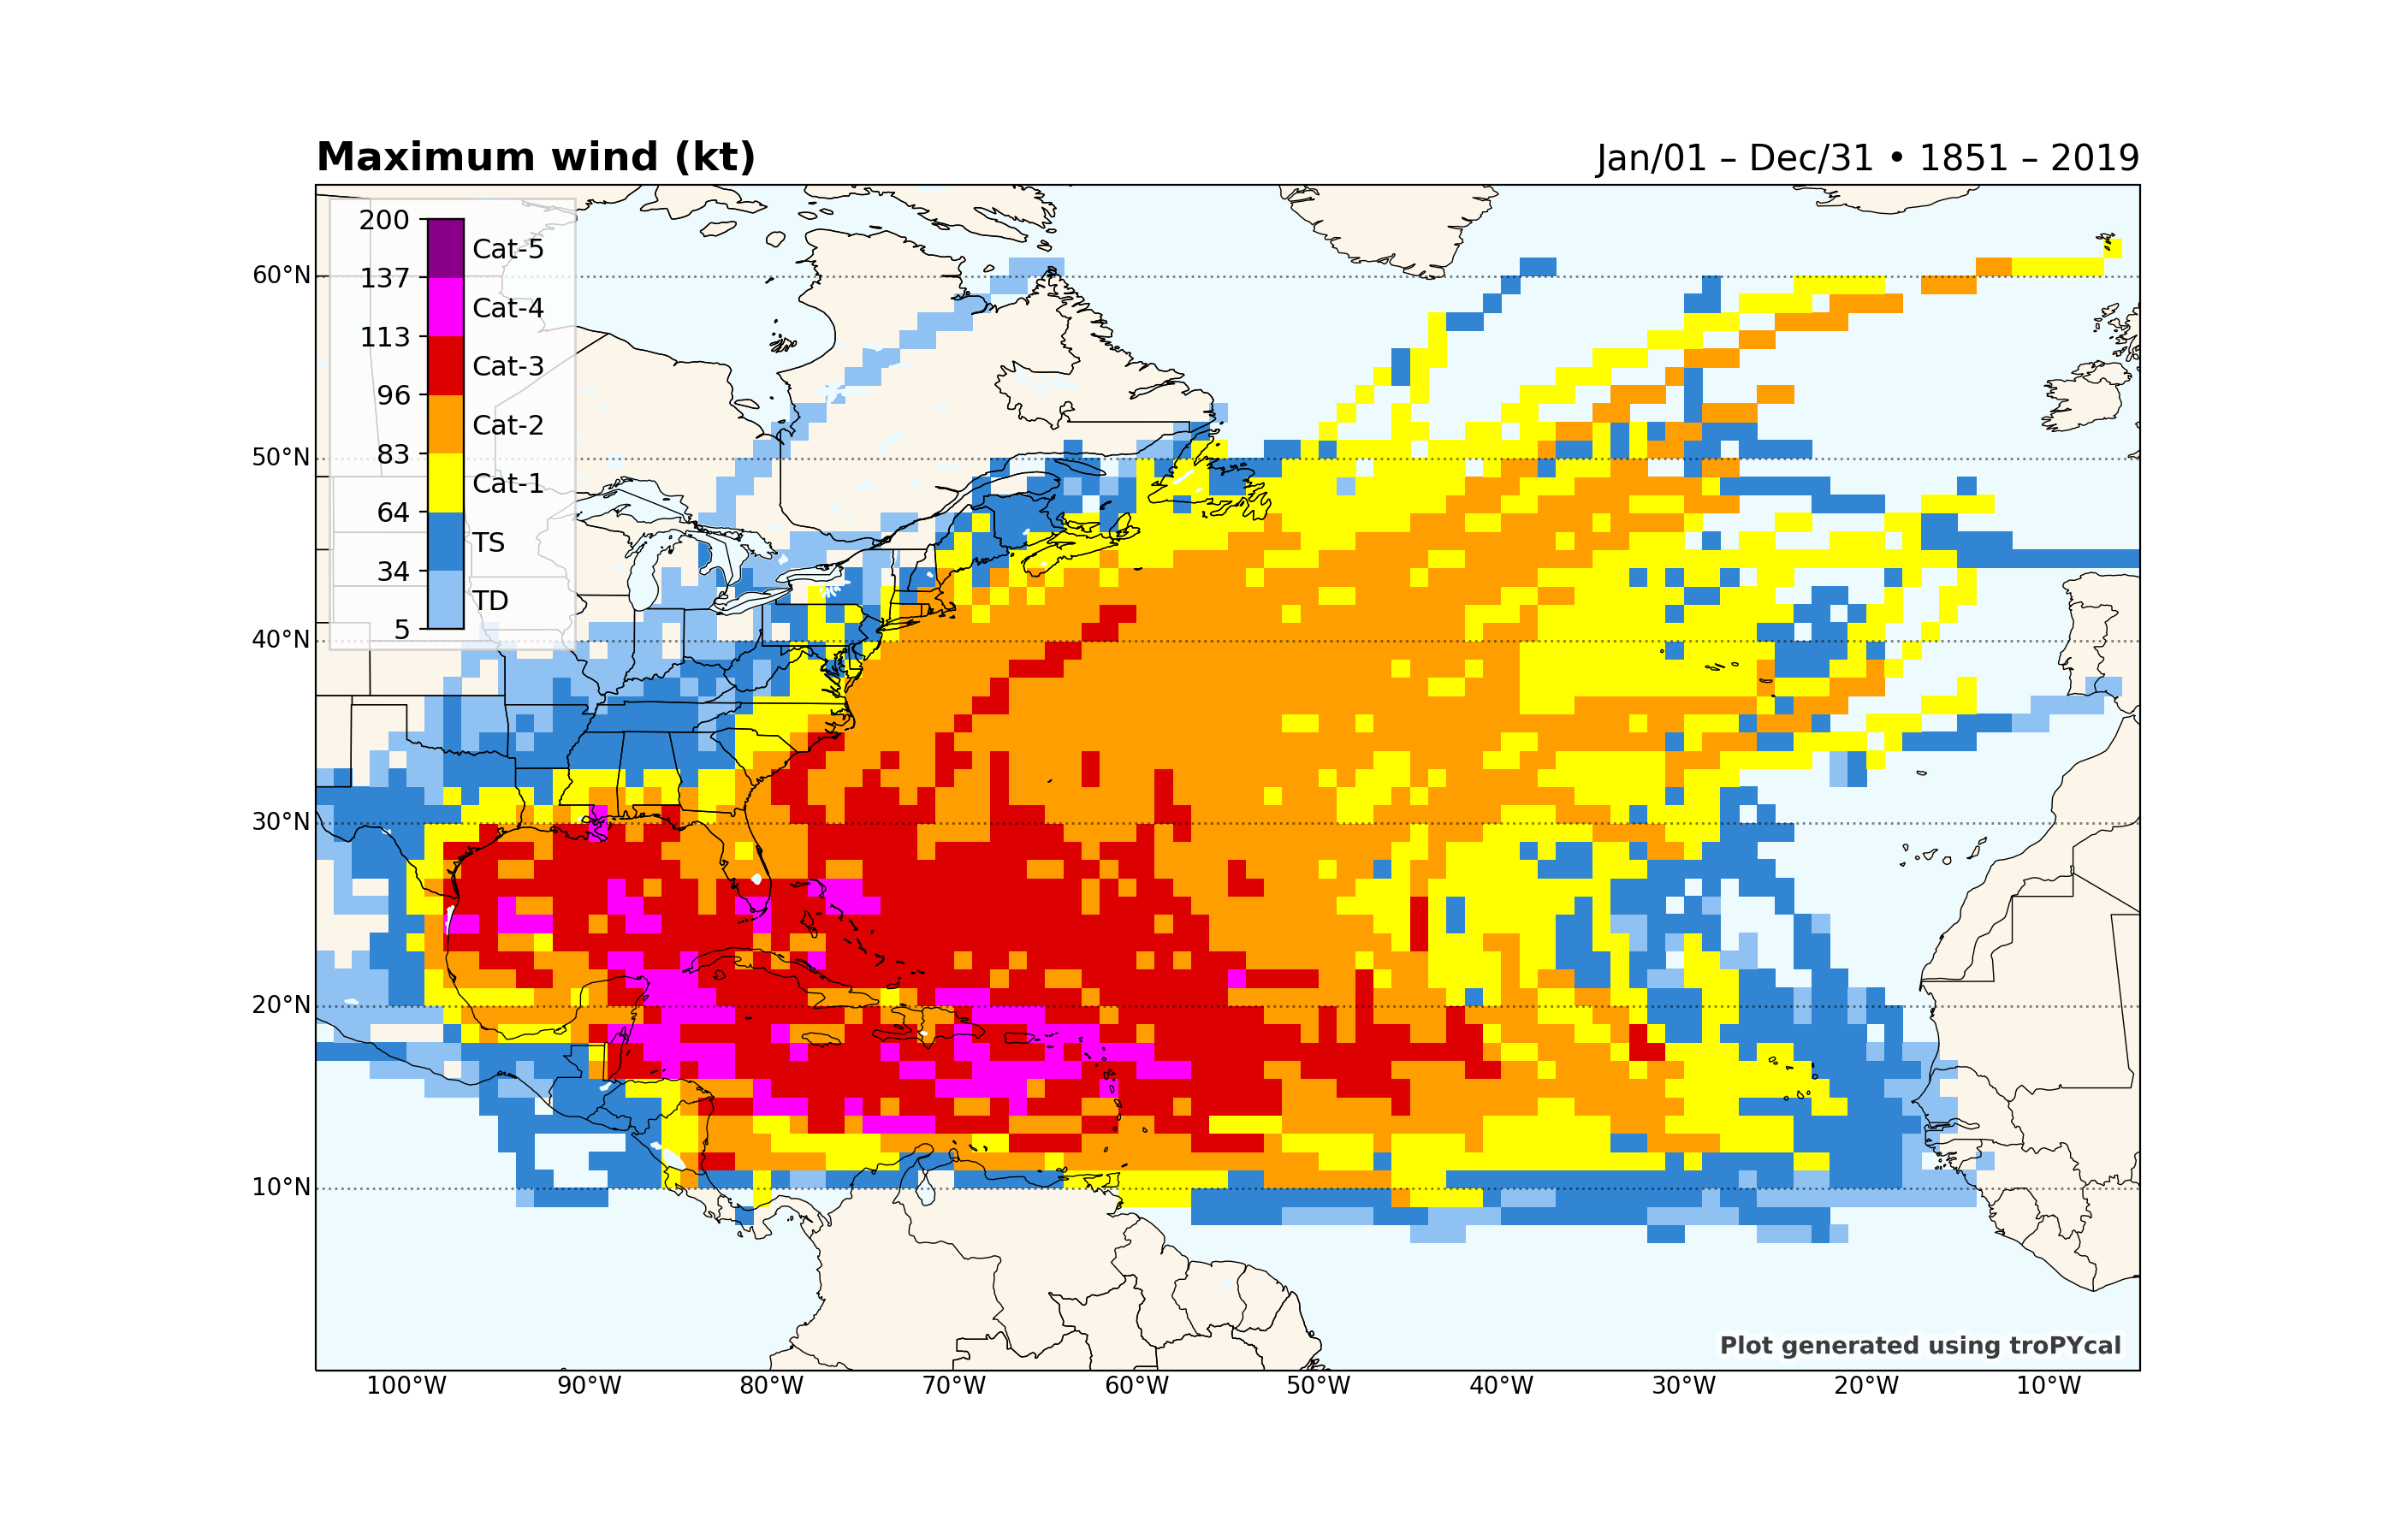 Maximum wind (kt)
Jan/01 – Dec/31 • 1851 – 2019
200
Cat-5
137
Cat-4
113
Cat-3
96
Cat-2
83
Cat-1
64
TS
34
TD
5
60°N
50°N
40°N
30°N
20°N
10°N
Plot generated using troPYcal
100°W 90°W 80°W 70°W 60°W 50°W 40°W 30°W 20°W 10°W